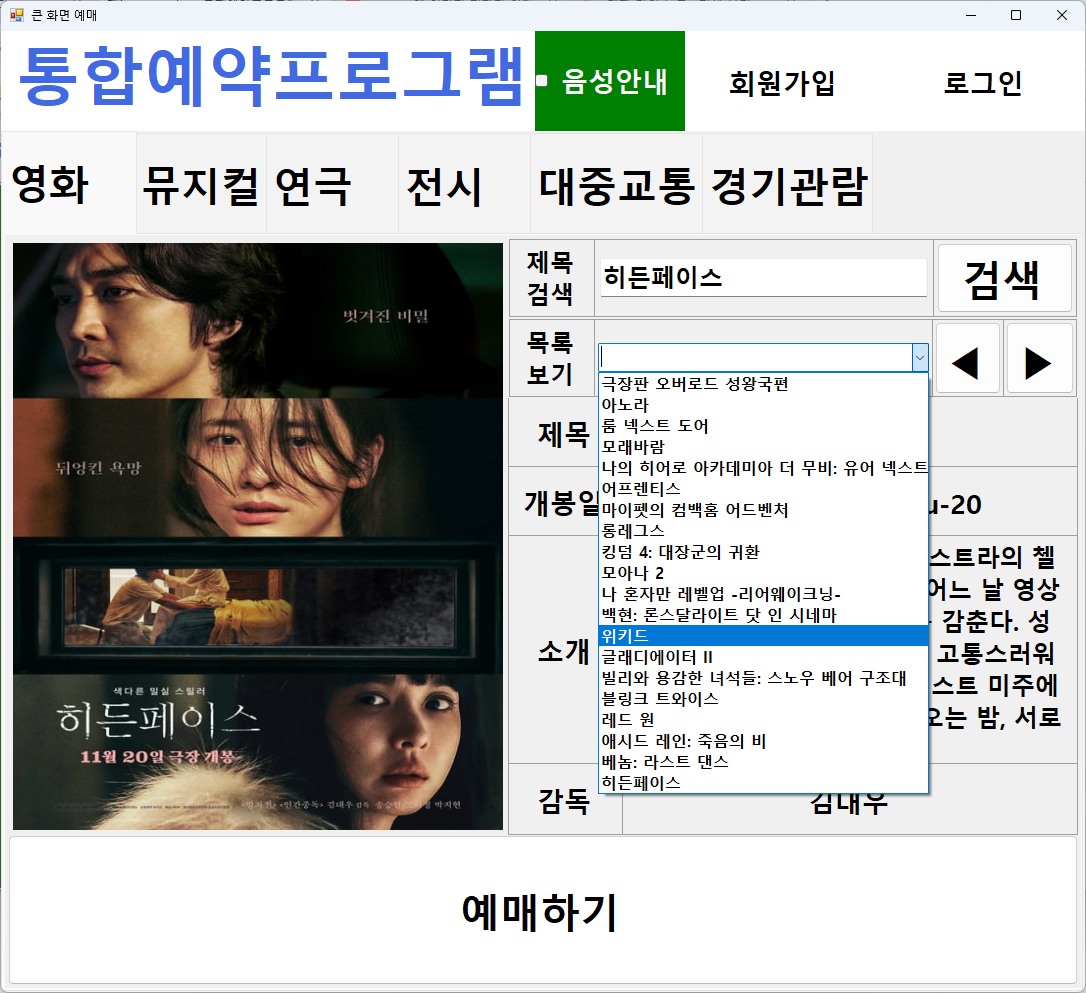 큰 화면 예매
통합예약프로그램
음성안내
회원가입
로그인
영화
뮤지컬
연극
전시
대중교통
경기관람
벗겨진 비밀
뒤엉킨 욕망
색다른 밀실 스릴러
히든페이스
11월 20일 극장 개봉
제목
검색
히든페이스
검색
목록
보기
◀
▶
극장판 오버로드 성왕국편
아노라
룸 넥스트 도어
모래바람
나의 히어로 아카데미아 더 무비: 유어 넥스트
어프렌티스
마이펫의 컴백홈 어드벤처
롱레그스
킹덤 4: 대장군의 귀환
모아나 2
나 혼자만 레벨업 -리어웨이크닝-
백현: 론스달라이트 닷 인 시네마
위키드
글래디에이터 II
빌리와 용감한 녀석들: 스노우 베어 구조대
블링크 트와이스
레드 원
애시드 레인: 죽음의 비
베놈: 라스트 댄스
히든페이스
제목
개봉일
u-20
소개
스트라의 첼
어느 날 영상
감춘다. 성
고통스러워
스트 미주에
오는 밤, 서로
감독
김대우
예매하기